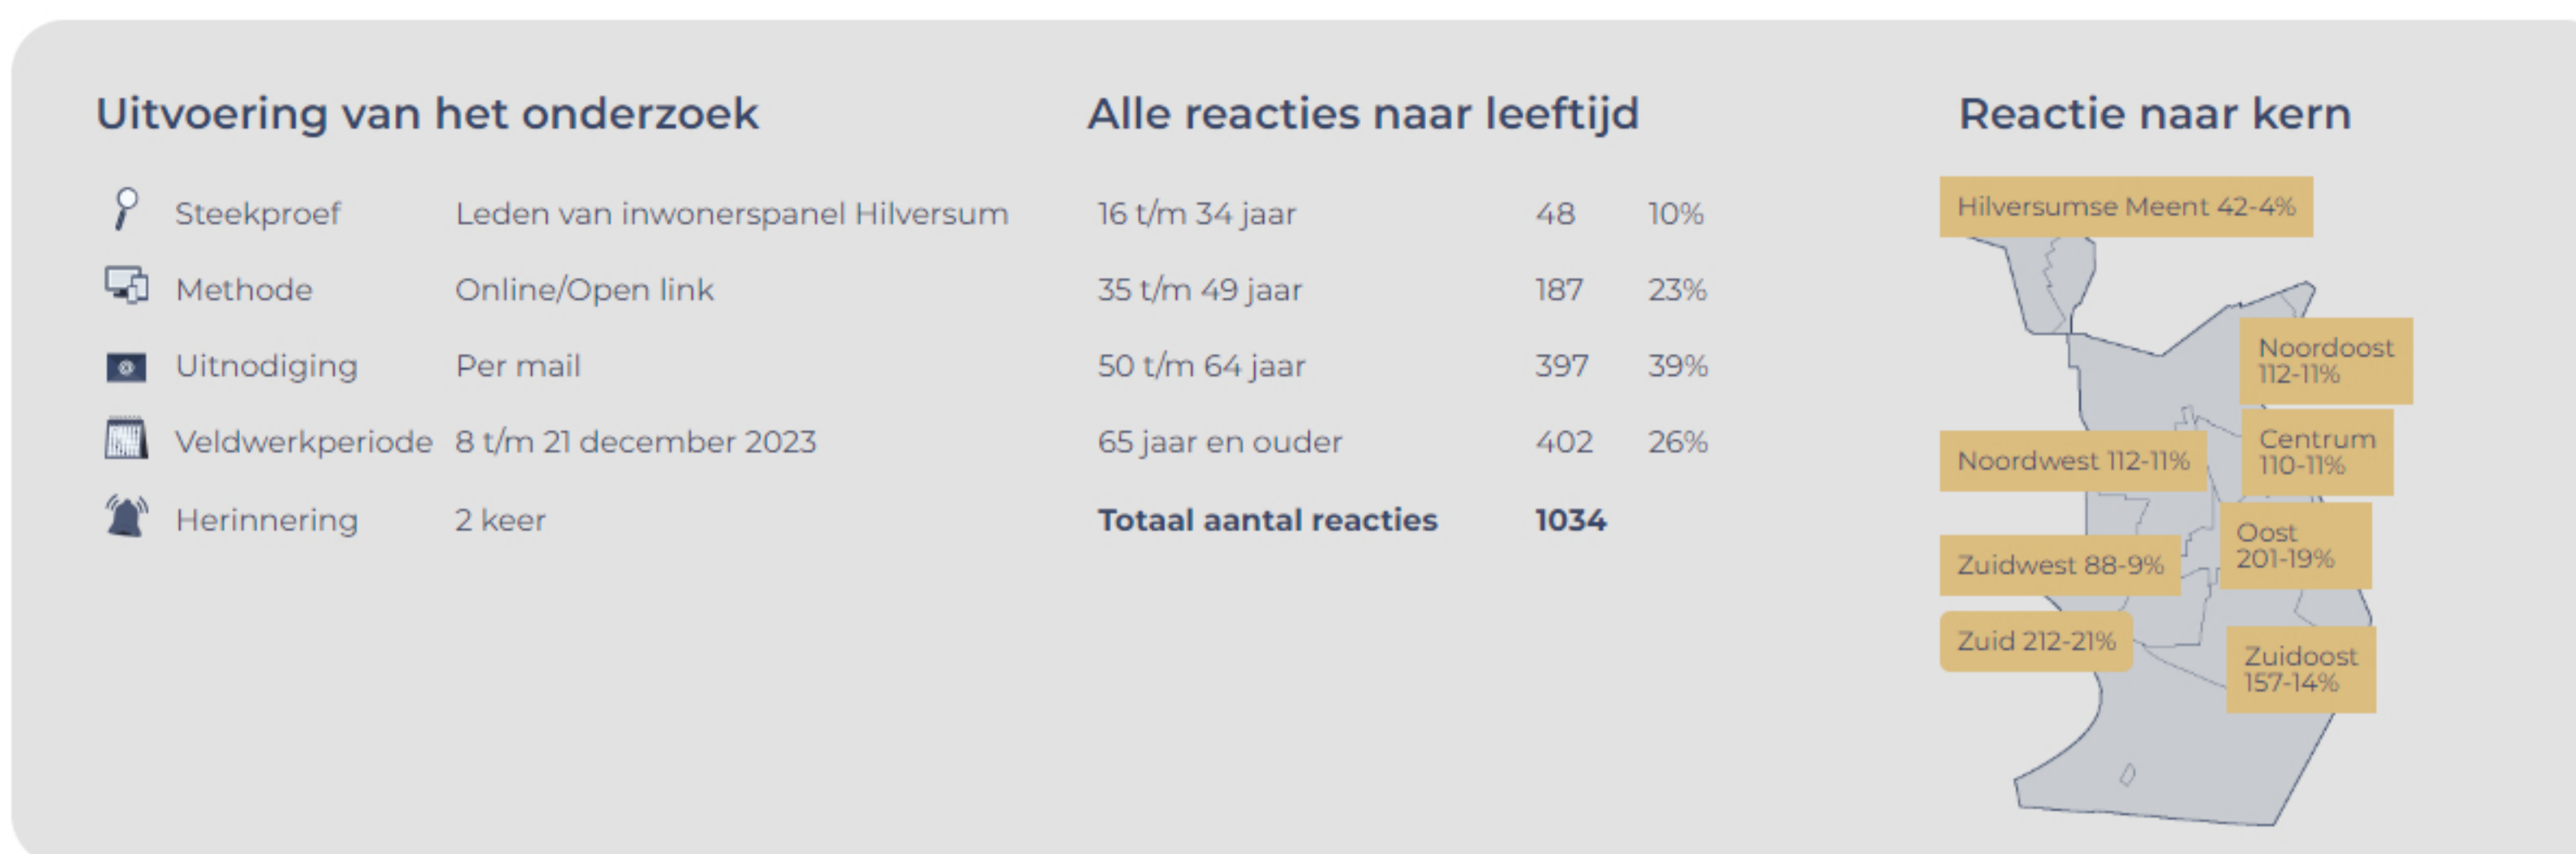 Uitvoering van het onderzoek
Steekproef Leden van inwonerspanel Hilversum
Methode Online/Open link
Uitnodiging Per mail
Veldwerkperiode 8 t/m 21 december 2023
Herinnering 2 keer
Alle reacties naar leeftijd
16 t/m 34 jaar 48 10%
35 t/m 49 jaar 187 23%
50 t/m 64 jaar 397 39%
65 jaar en ouder 402 26%
Totaal aantal reacties 1034
Reactie naar kern
Hilversumse Meent 42-4%
Noordoost
112-11%
Centrum
110-11%
Noordwest 112-11%
Oost
201-19%
Zuidwest 88-9%
Zuid 212-21%
Zuidoost
157-14%